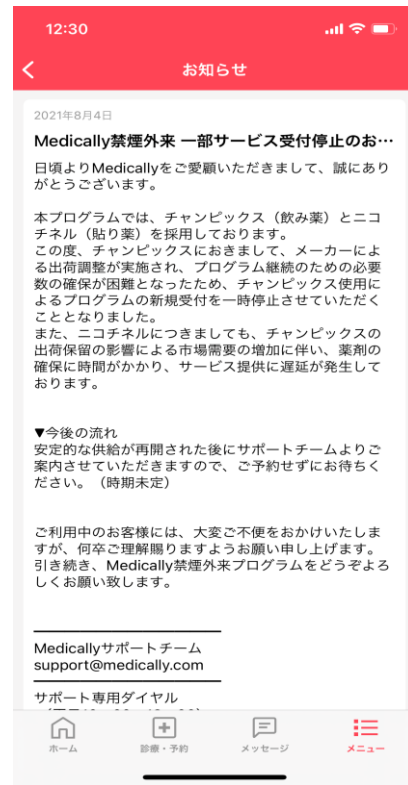 12:30
お知らせ
2021年8月4日
Medically禁煙外来 一部サービス受付停止のお…
日頃よりMedicallyをご愛顧いただきまして、誠にあり
がとうございます。
本プログラムでは、チャンピックス（飲み薬）とニコ
チネル（貼り薬）を採用しております。
この度、チャンピックスにおきまして、メーカーによ
る出荷調整が実施され、プログラム継続のための必要
数の確保が困難となったため、チャンピックス使用に
よるプログラムの新規受付を一時停止させていただく
こととなりました。
また、ニコチネルにつきましても、チャンピックスの
出荷保留の影響による市場需要の増加に伴い、薬剤の
確保に時間がかかり、サービス提供に遅延が発生して
おります。
▼今後の流れ
安定的な供給が再開された後にサポートチームよりご
案内させていただきますので、ご予約せずにお待ちく
ださい。（時期未定）
ご利用中のお客様には、大変ご不便をおかけいたしま
すが、何卒ご理解賜りますようお願い申し上げます。
引き続き、Medically禁煙外来プログラムをどうぞよろ
しくお願い致します。
Medicallyサポートチーム
support@medically.com
サポート専用ダイヤル
ホーム
診療・予約
メッセージ
メニュー